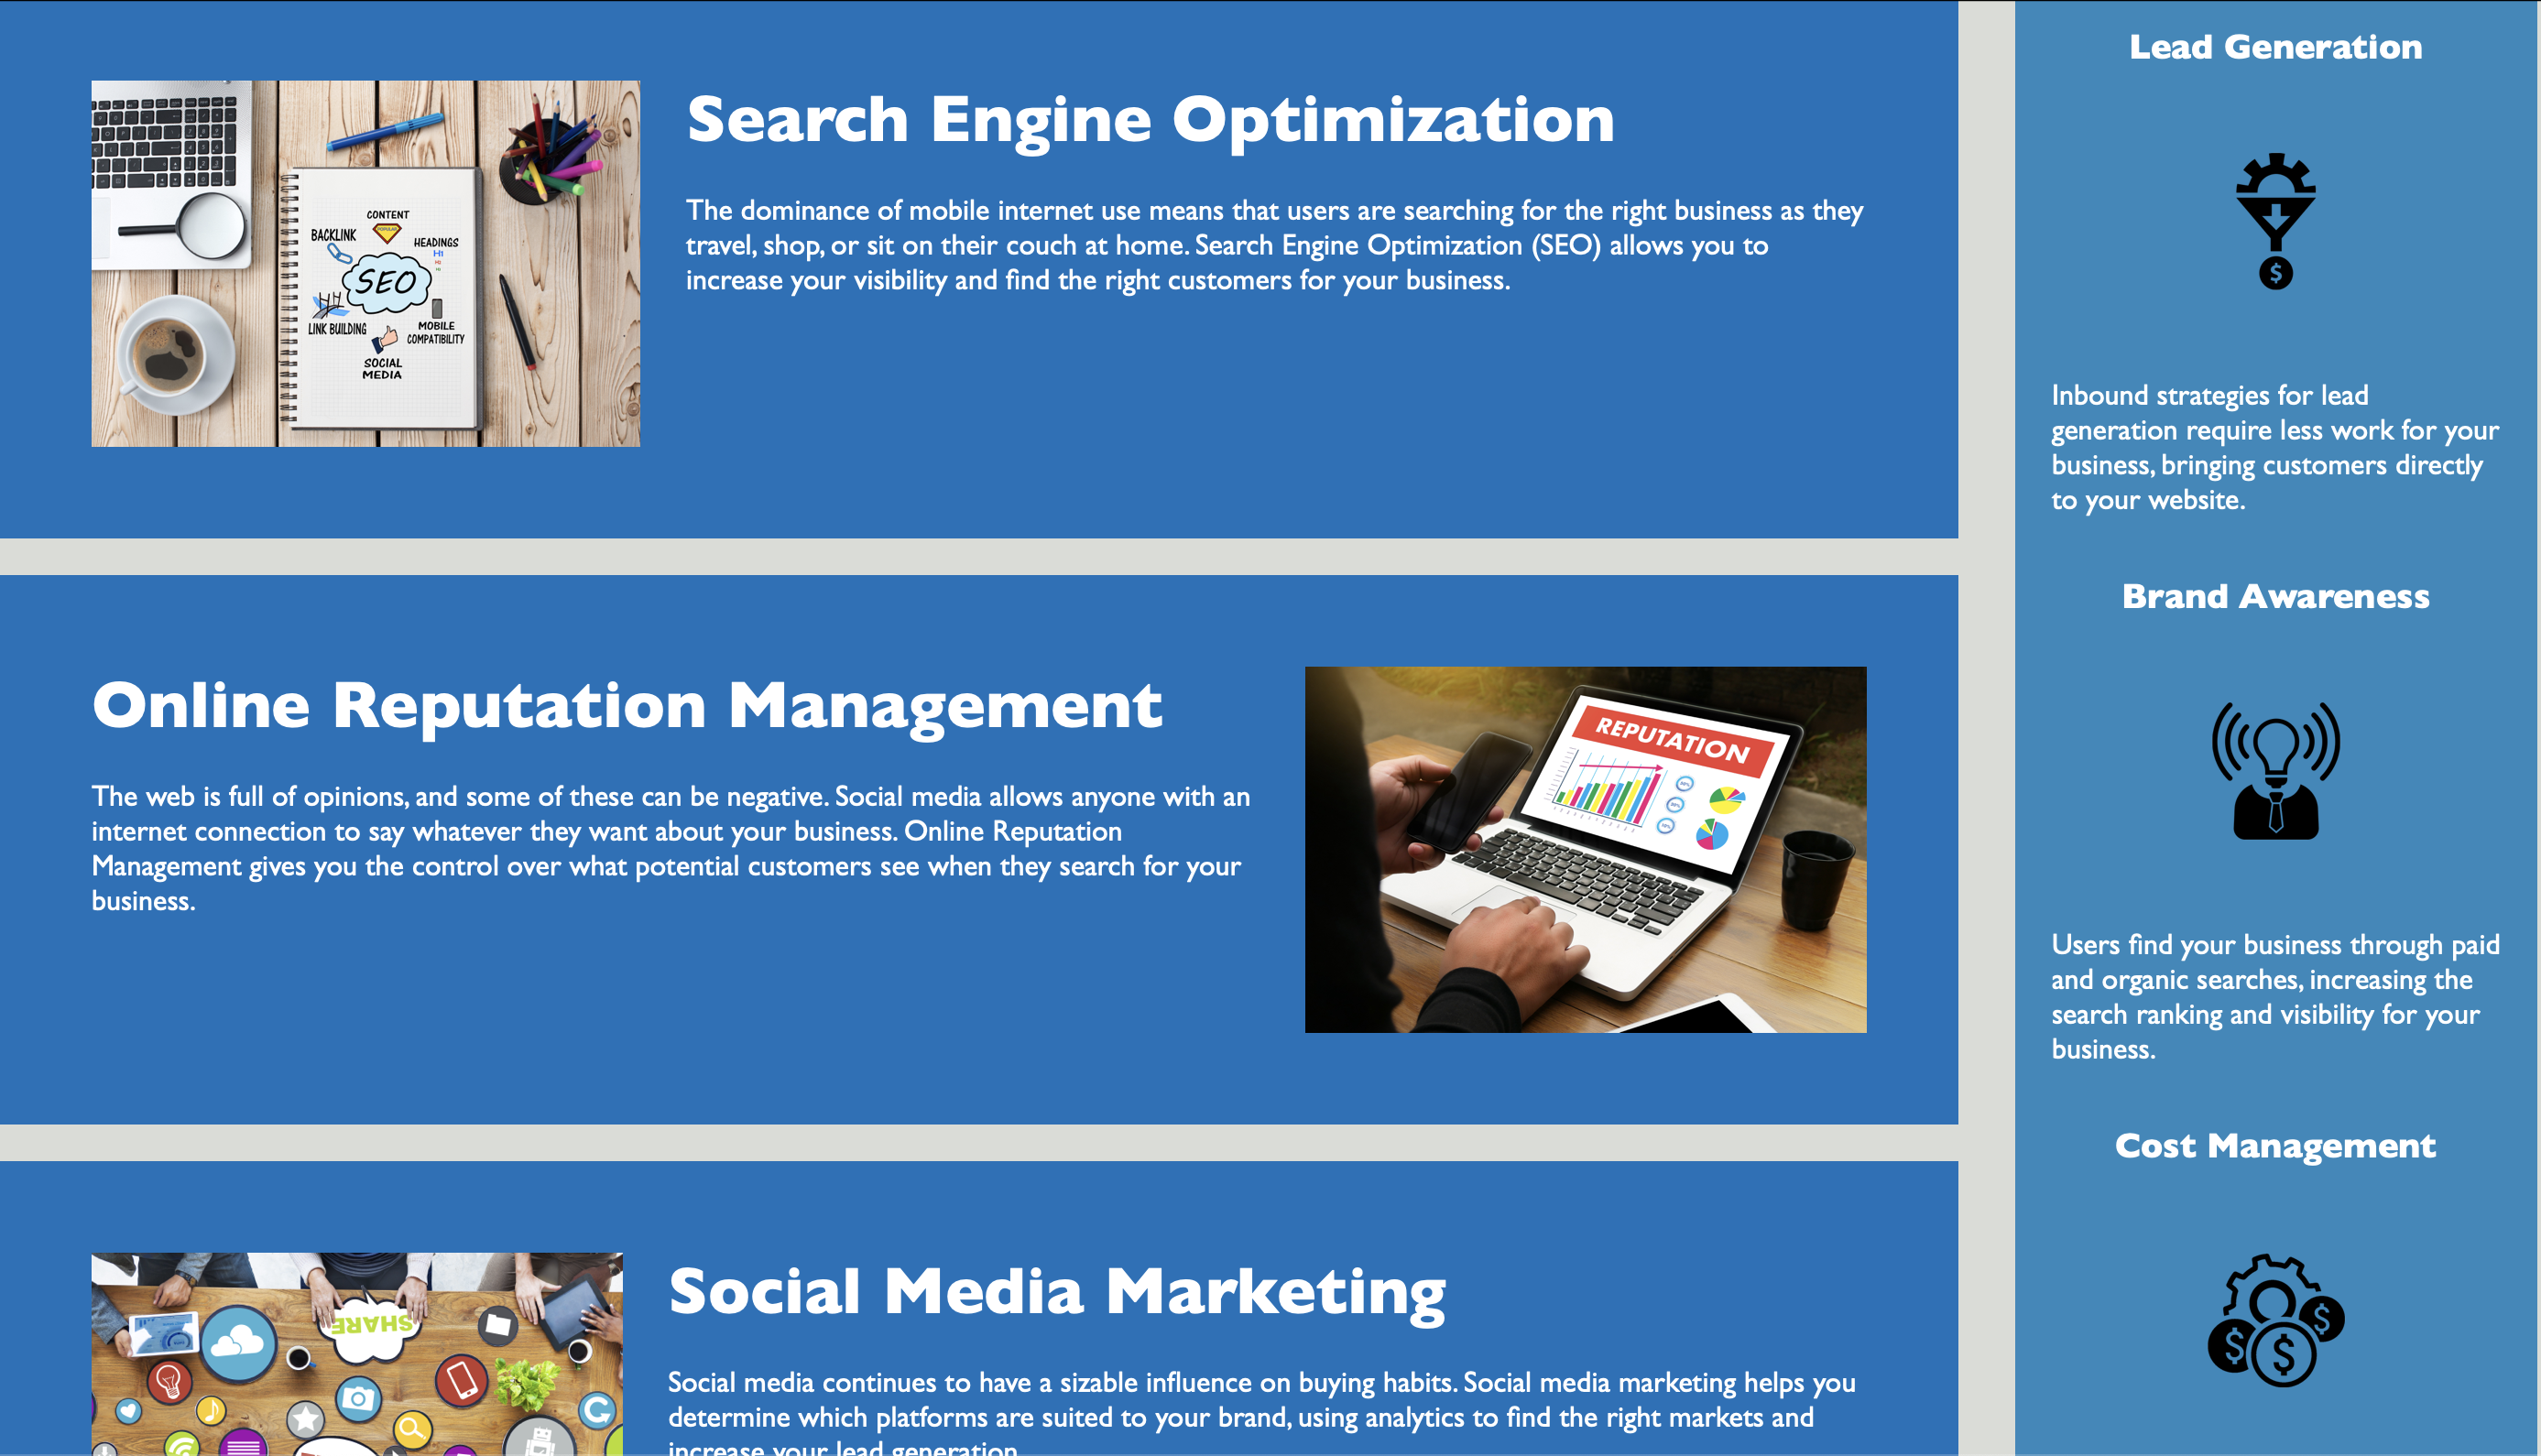 Search Engine Optimization
The dominance of mobile internet use means that users are searching for the right business as they
travel, shop, or sit on their couch at home. Search Engine Optimization (SEO) allows you to
increase your visibility and find the right customers for your business.
CONTENT
POPULAR
BACKLINK
HEADINGS
H1
H2
H3
SEO
LINK BUILDING
MOBILE
COMPATIBILITY
SOCIAL
MEDIA
Online Reputation Management
The web is full of opinions, and some of these can be negative. Social media allows anyone with an
internet connection to say whatever they want about your business. Online Reputation
Management gives you the control over what potential customers see when they search for your
business.
REPUTATION
Social Media Marketing
Social media continues to have a sizable influence on buying habits. Social media marketing helps you
determine which platforms are suited to your brand, using analytics to find the right markets and
increase your lead generation.
SHARE
Lead Generation
$
Inbound strategies for lead
generation require less work for your
business, bringing customers directly
to your website.
Brand Awareness
Users find your business through paid
and organic searches, increasing the
search ranking and visibility for your
business.
Cost Management
$
$
$